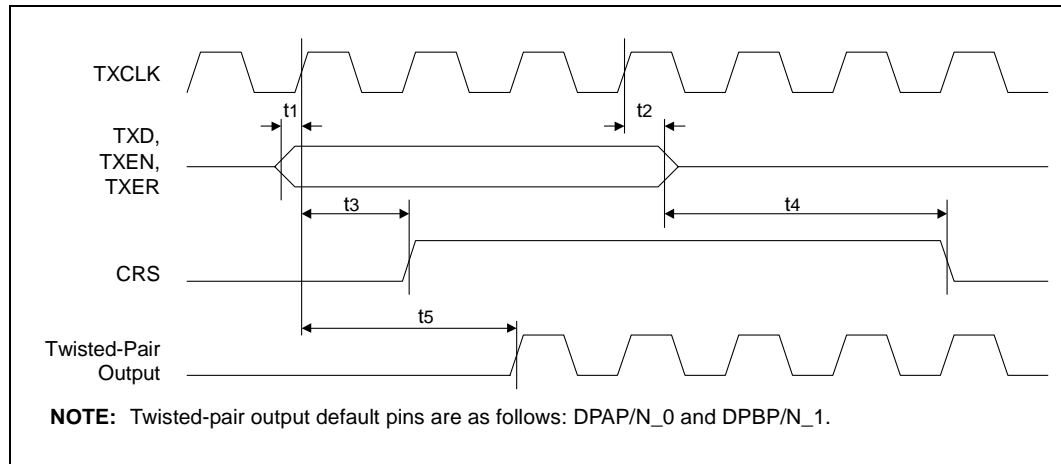 TXCLK
t1
t2
TXD,
TXEN,
TXER
t3
t4
CRS
t5
Twisted-Pair
Output
NOTE: Twisted-pair output default pins are as follows: DPAP/N_0 and DPBP/N_1.